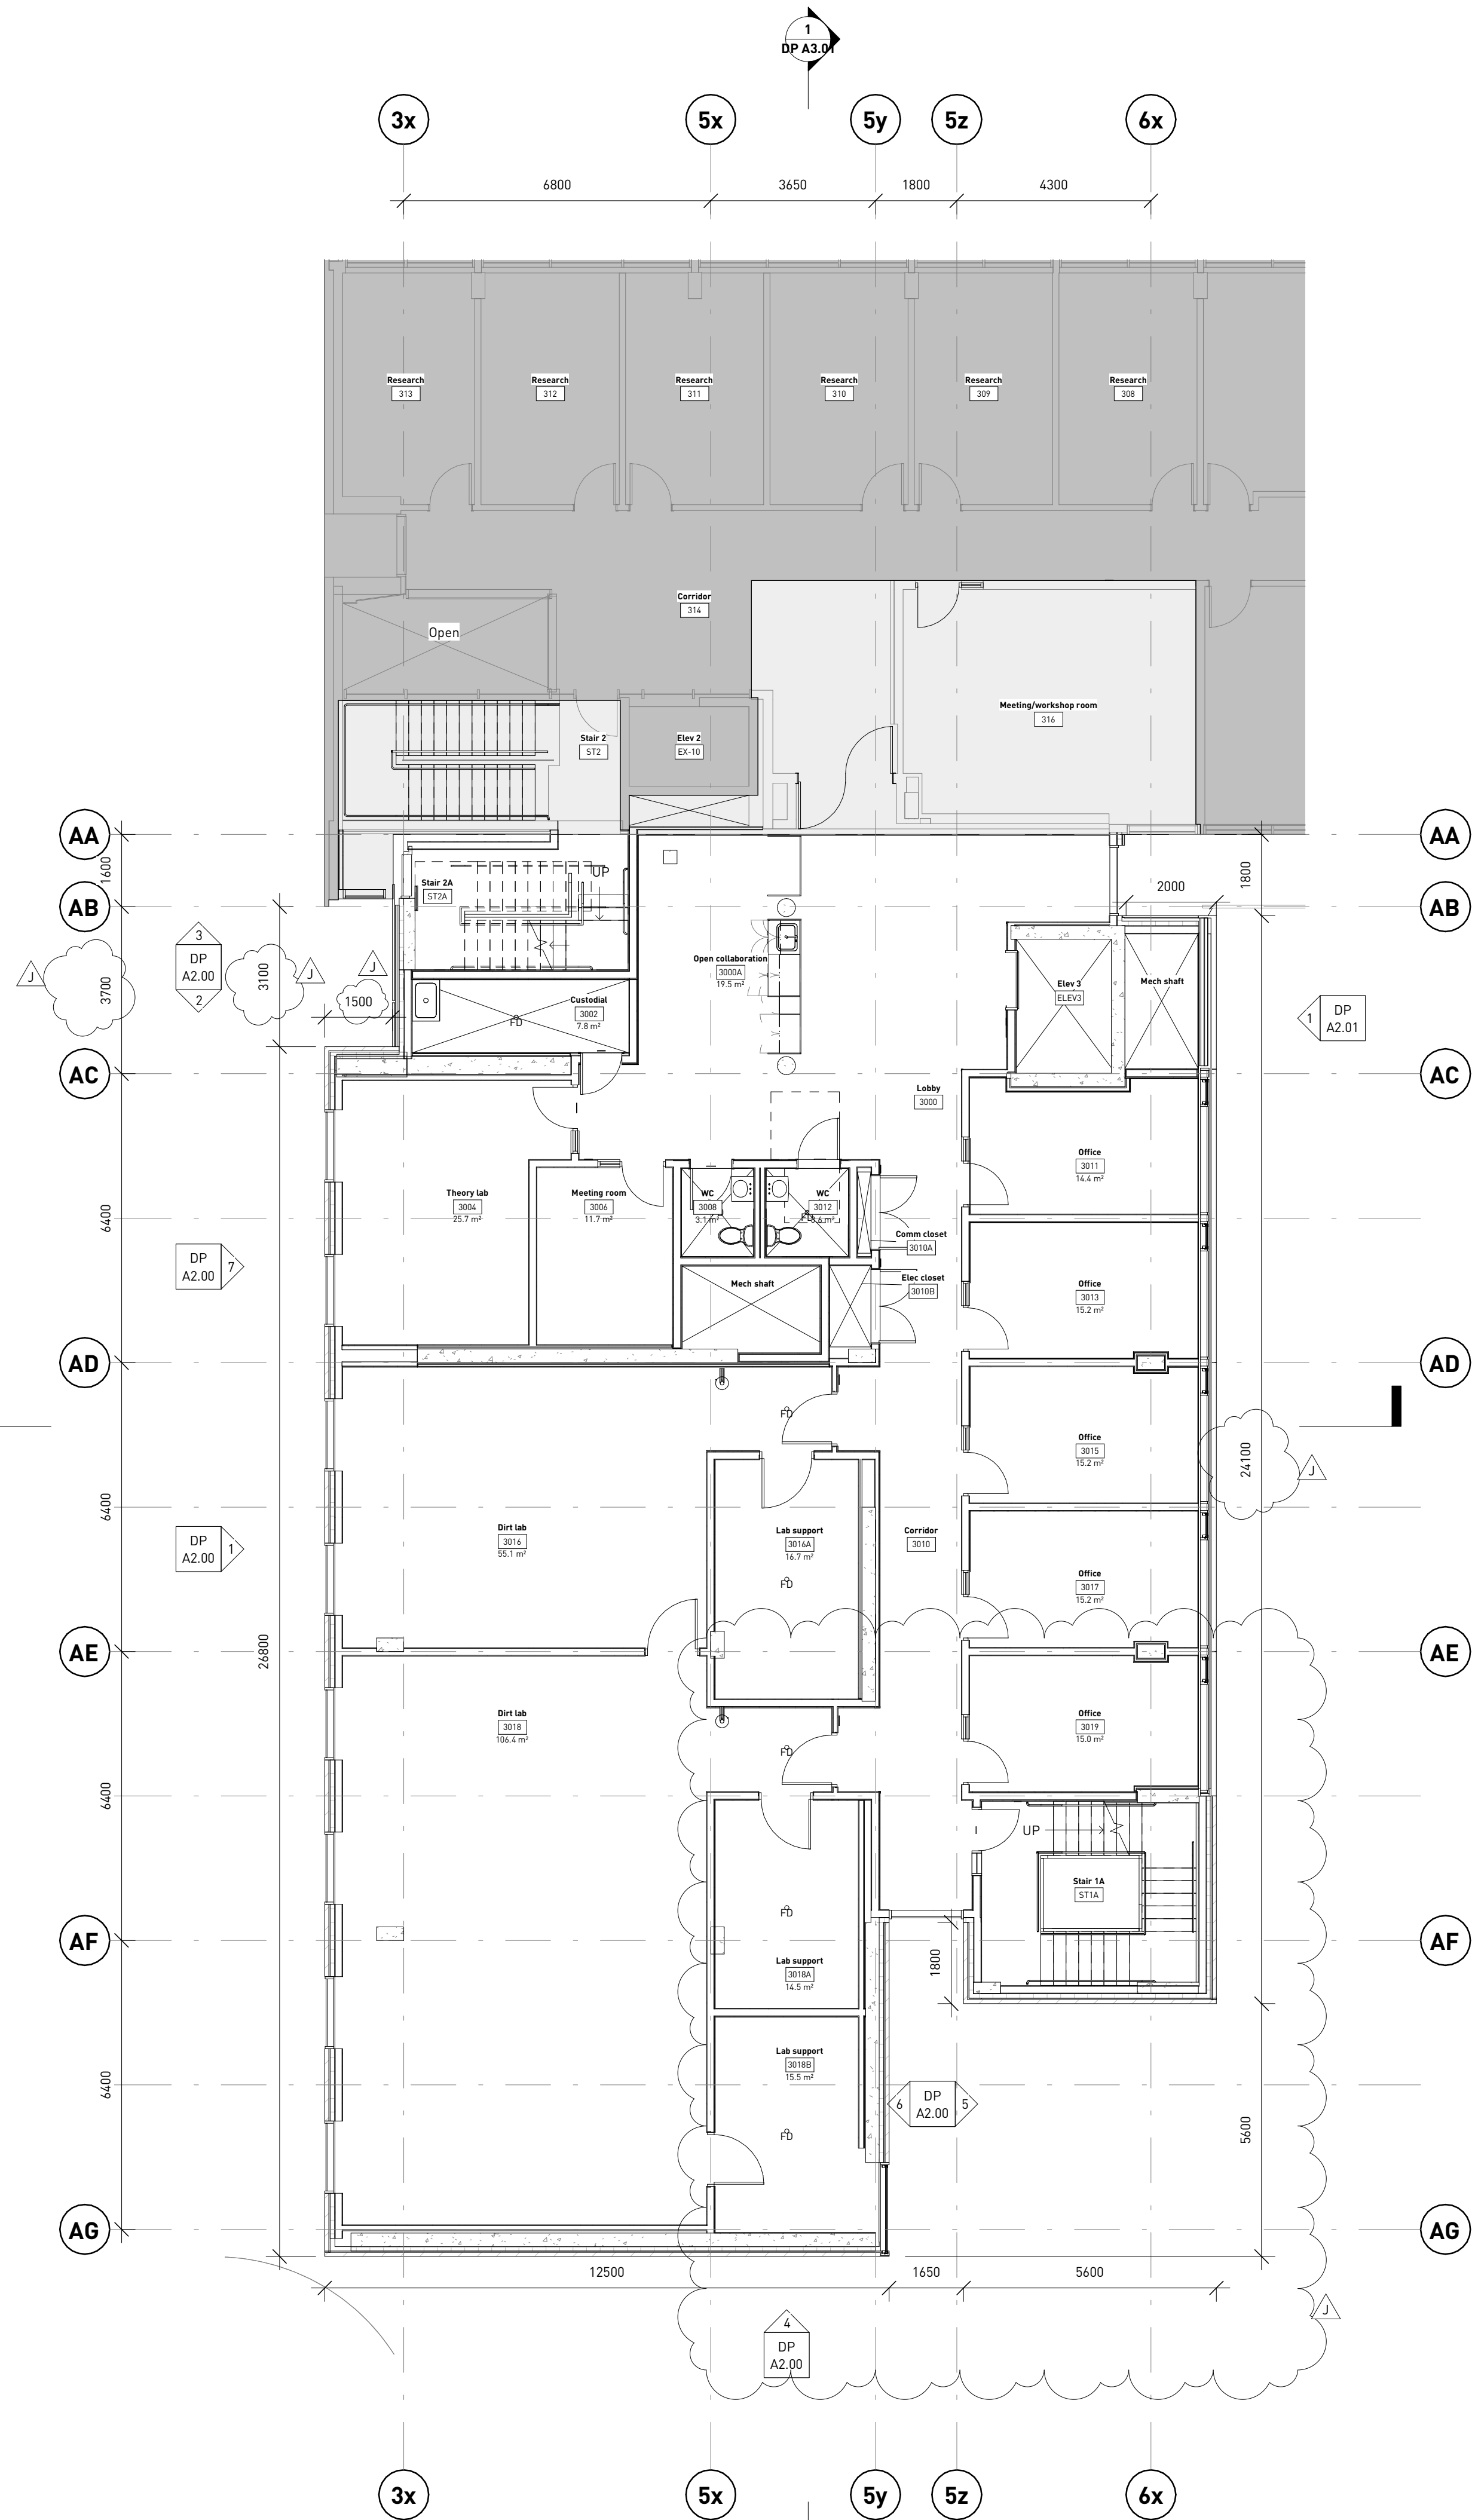 1
DP A3.01
3x
5x
5y
5z
6x
6800
3650
1800
4300
Research
313
Research
312
Research
311
Research
310
Research
309
Research
308
Corridor
314
Open
Meeting/workshop room
316
Stair 2
ST2
Elev 2
EX-10
AA
AA
1600
1800
UP
Stair 2A
ST2A
2000
AB
AB
3
DP
A2.00
2
J
3700
3100
J
J
1500
Open collaboration
3000A
19.5 m²
Elev 3
ELEV3
Mech shaft
1
DP
A2.01
Custodial
3002
7.8 m²
FD
AC
AC
Lobby
3000
Office
3011
14.4 m²
Theory lab
3004
25.7 m²
Meeting room
3006
11.7 m²
WC
3008
3.1 m²
WC
3012
6400
Comm closet
3010A
DP
A2.00
7
Elec closet
3010B
Mech shaft
Office
3013
15.2 m²
AD
AD
FD
Office
3015
15.2 m²
24100
J
6400
DP
A2.00
1
Dirt lab
3016
55.1 m²
Lab support
3016A
16.7 m²
Corridor
3010
FD
Office
3017
15.2 m²
AE
AE
26800
Dirt lab
3018
106.4 m²
Office
3019
15.0 m²
FD
6400
UP
Stair 1A
ST1A
FD
AF
AF
1800
Lab support
3018A
14.5 m²
Lab support
3018B
15.5 m²
6400
6
DP
A2.00
5
FD
5600
AG
AG
12500
1650
5600
J
4
DP
A2.00
3x
5x
5y
5z
6x